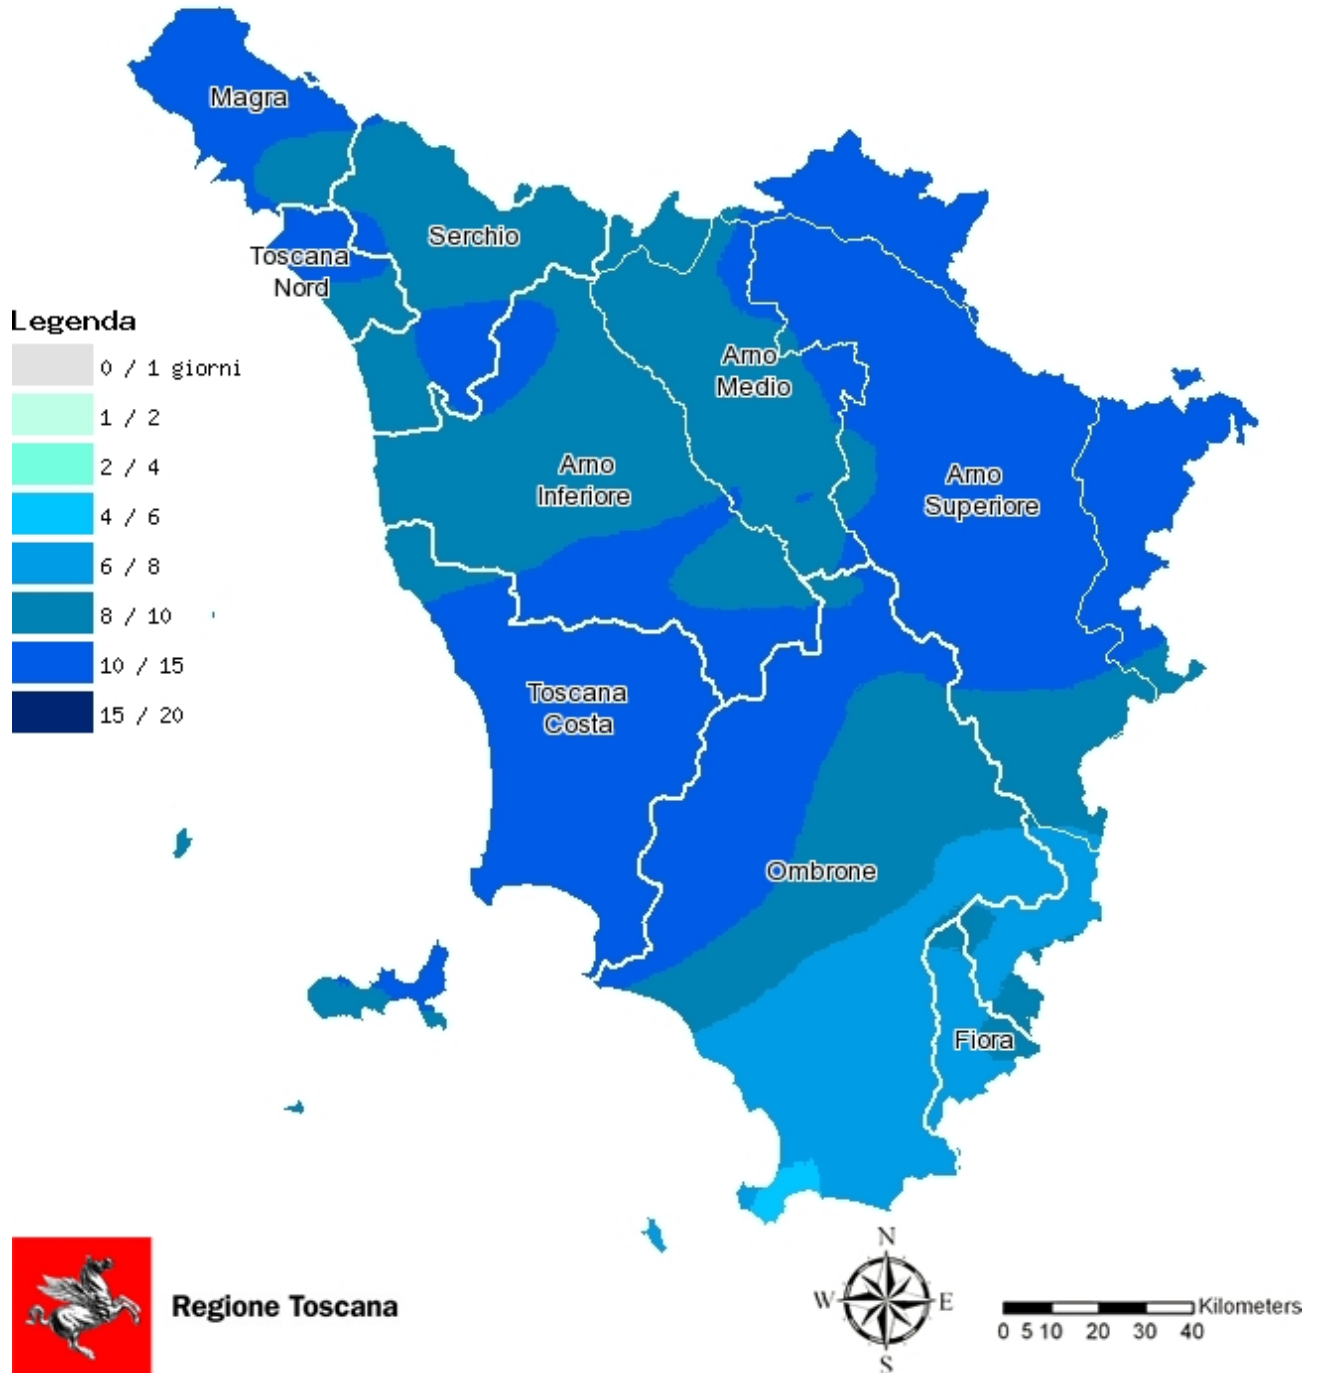 Magra
Serchio
Toscana
Nord
Legenda
0 / 1 giorni
1 / 2
2 / 4
4 / 6
6 / 8
8 / 10
10 / 15
15 / 20
Arno
Medio
Arno
Inferiore
Arno
Superiore
Toscana
Costa
Ombrone
Fiora
Regione Toscana
N
W
E
S
Kilometers
0 5 10 20 30 40